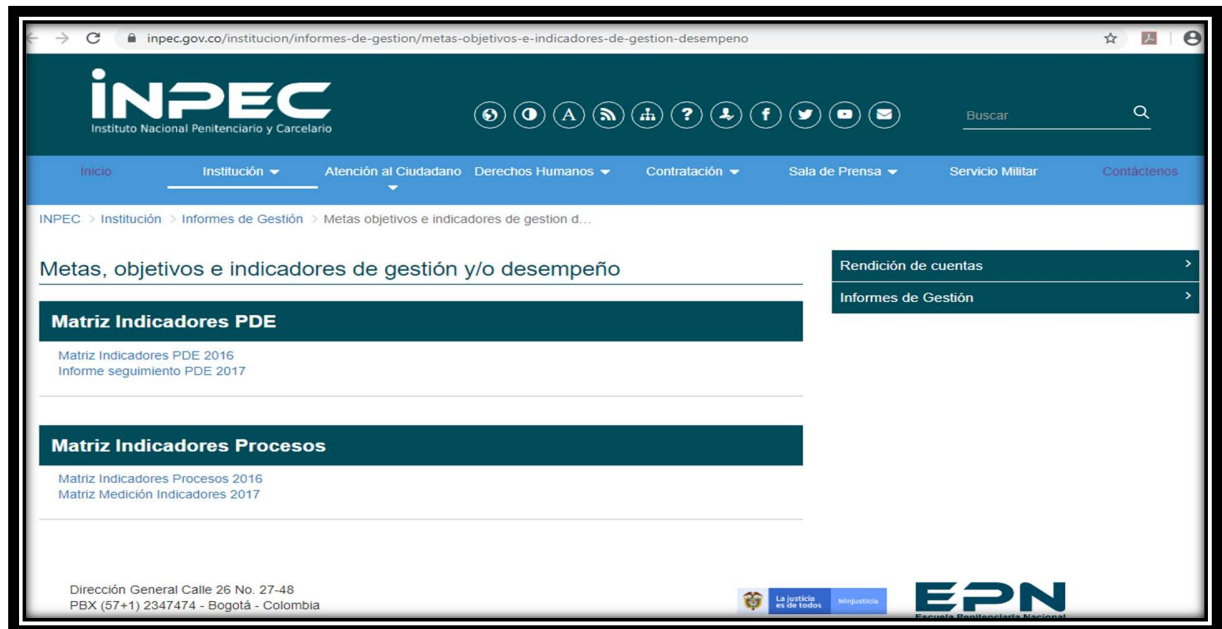 inpec.gov.co/institucion/informes-de-gestion/metas-objetivos-e-indicadores-de-gestion-desempeno
INPEC
Instituto Nacional Penitenciario y Carcelario
Buscar
Inicio Institución Atención al Ciudadano Derechos Humanos Contratación Sala de Prensa Servicio Militar Contáctenos
INPEC > Institución > Informes de Gestión > Metas objetivos e indicadores de gestion d...
Metas, objetivos e indicadores de gestión y/o desempeño
Matriz Indicadores PDE
Matriz Indicadores PDE 2016
Informe seguimiento PDE 2017
Matriz Indicadores Procesos
Matriz Indicadores Procesos 2016
Matriz Medición Indicadores 2017
Rendición de cuentas
Informes de Gestión
Dirección General Calle 26 No. 27-48
PBX (57+1) 2347474 - Bogotá - Colombia
La justicia
es de todos
Minjusticia
EPN
Escuela Penitenciaria Nacional